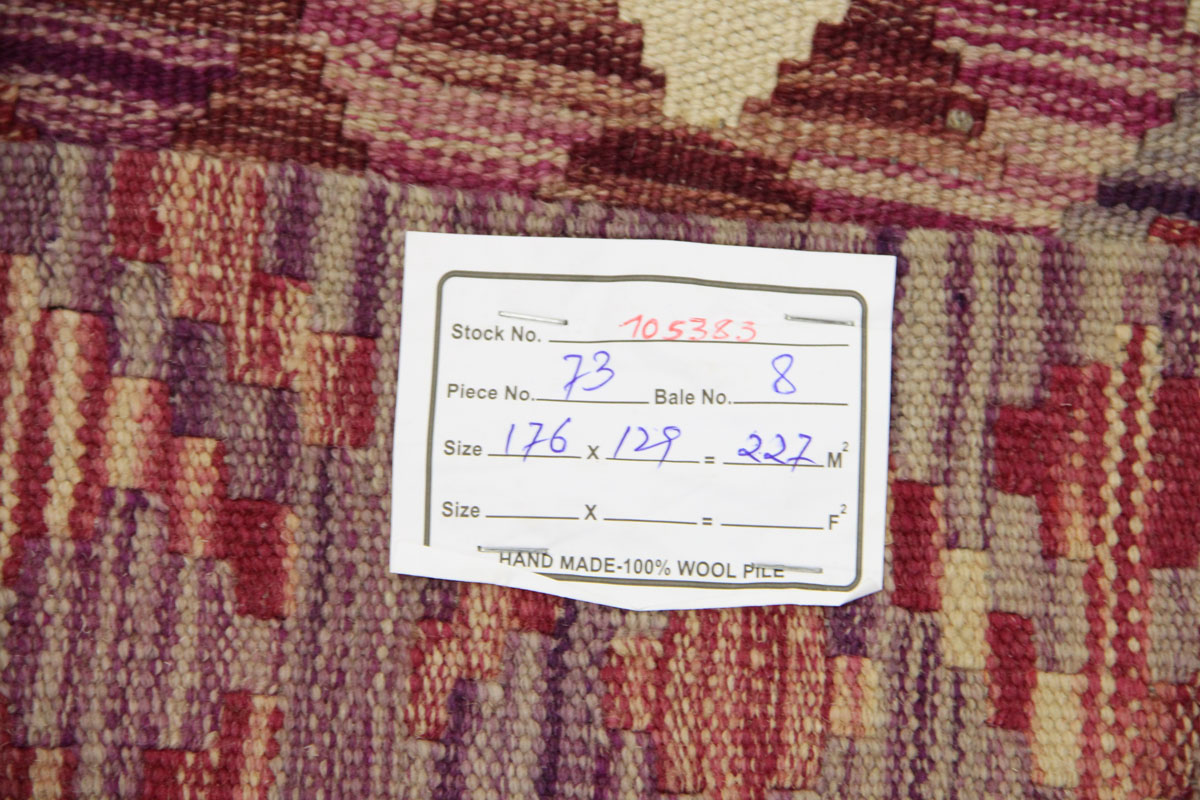 Stock No. 105383
Piece No. 73 Bale No. 8
Size 176 X 129 = 227 M²
Size X = F²
HAND MADE-100% WOOL PILE